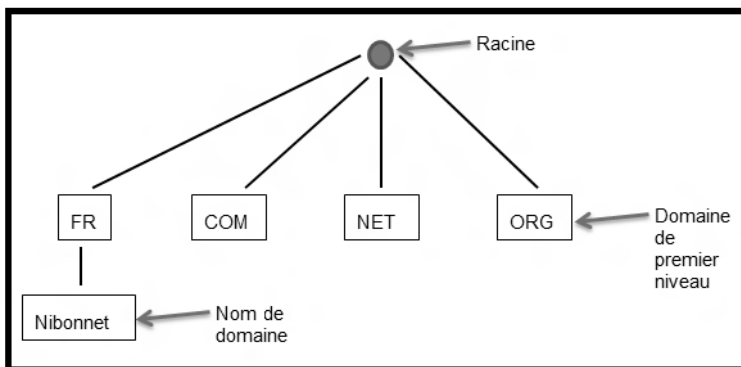 Racine
FR
COM
NET
ORG
Domaine
de
premier
niveau
Nibonnet
Nom de
domaine